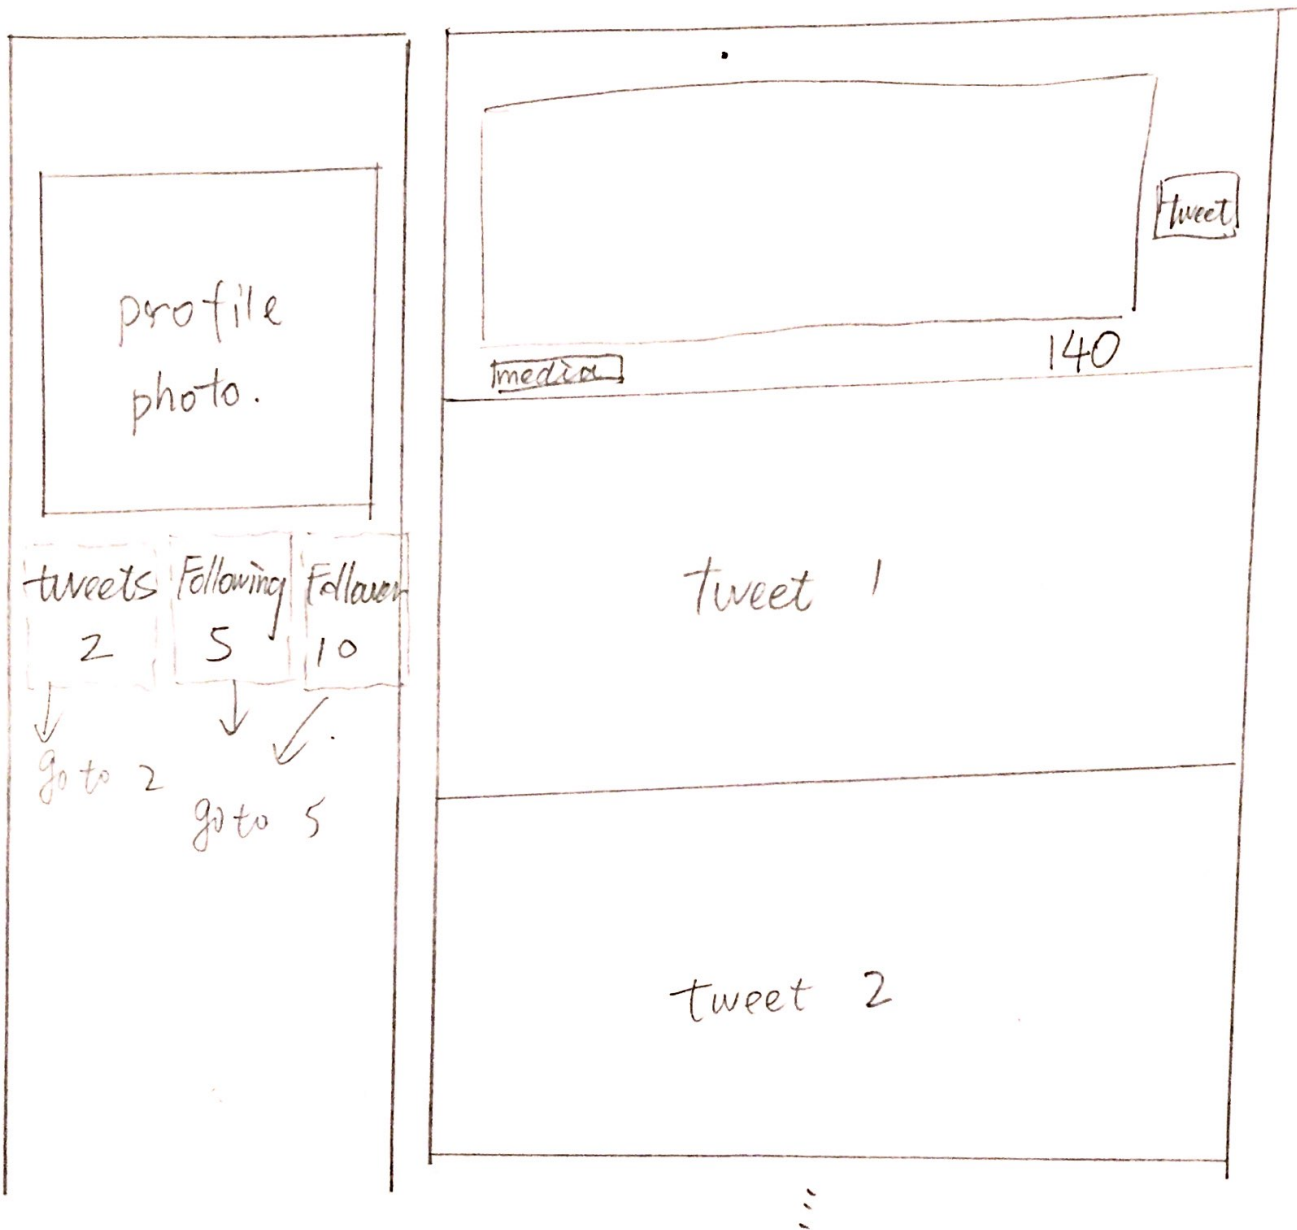 profile
photo.
tweets Following Follower
2 5 10
go to 2
go to 5
tweet
media
140
tweet 1
tweet 2